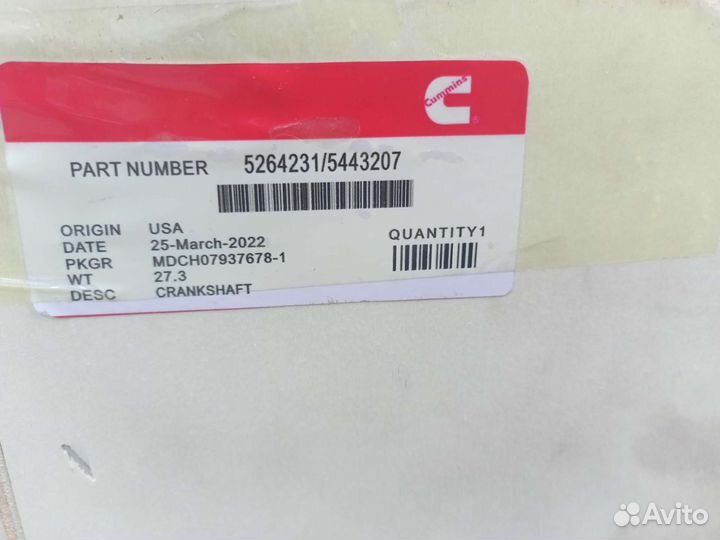 Cummins
PART NUMBER 5264231/5443207
ORIGIN USA
DATE 25-March-2022
PKGR MDCH07937678-1
WT 27.3
DESC CRANKSHAFT
QUANTITY1
Avito